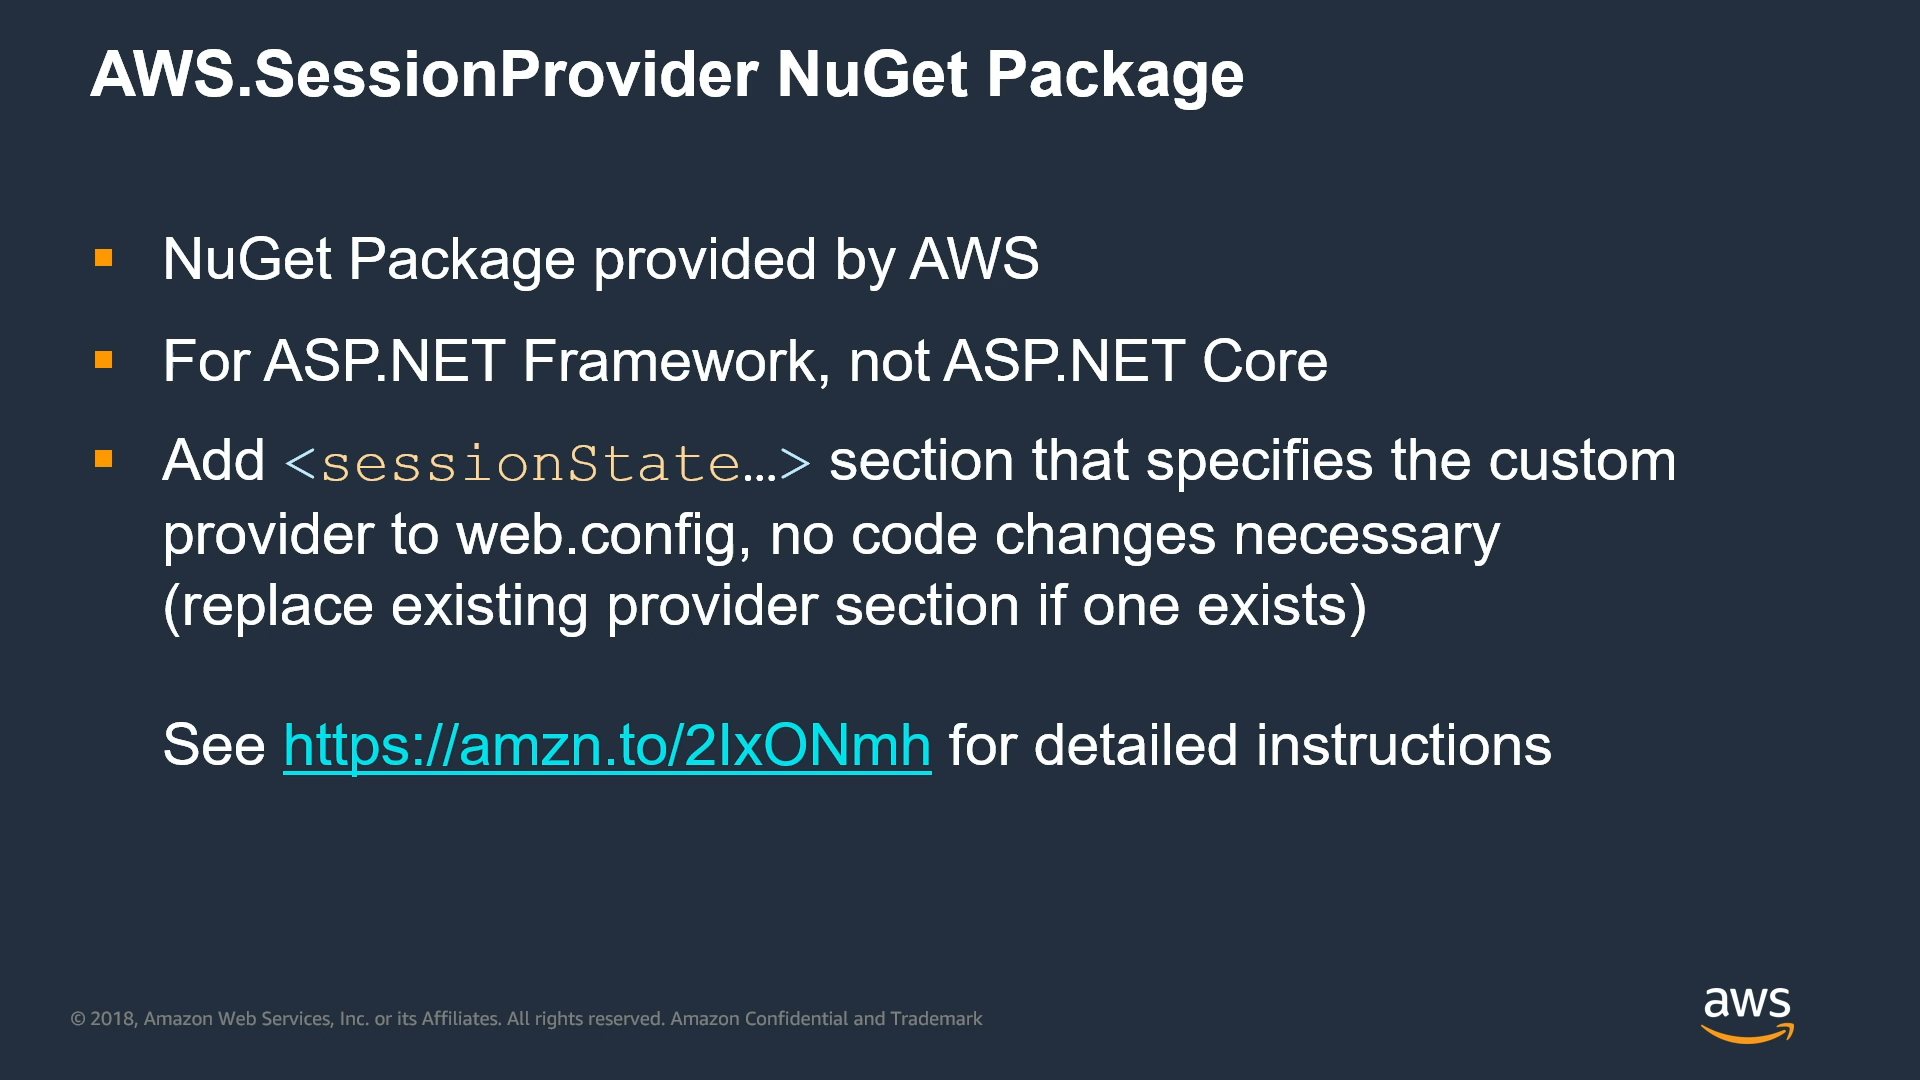 AWS.SessionProvider NuGet Package
▪ NuGet Package provided by AWS
▪ For ASP.NET Framework, not ASP.NET Core
▪ Add <sessionState…> section that specifies the custom
provider to web.config, no code changes necessary
(replace existing provider section if one exists)
See https://amzn.to/2IxONmh for detailed instructions
© 2018, Amazon Web Services, Inc. or its Affiliates. All rights reserved. Amazon Confidential and Trademark
aws